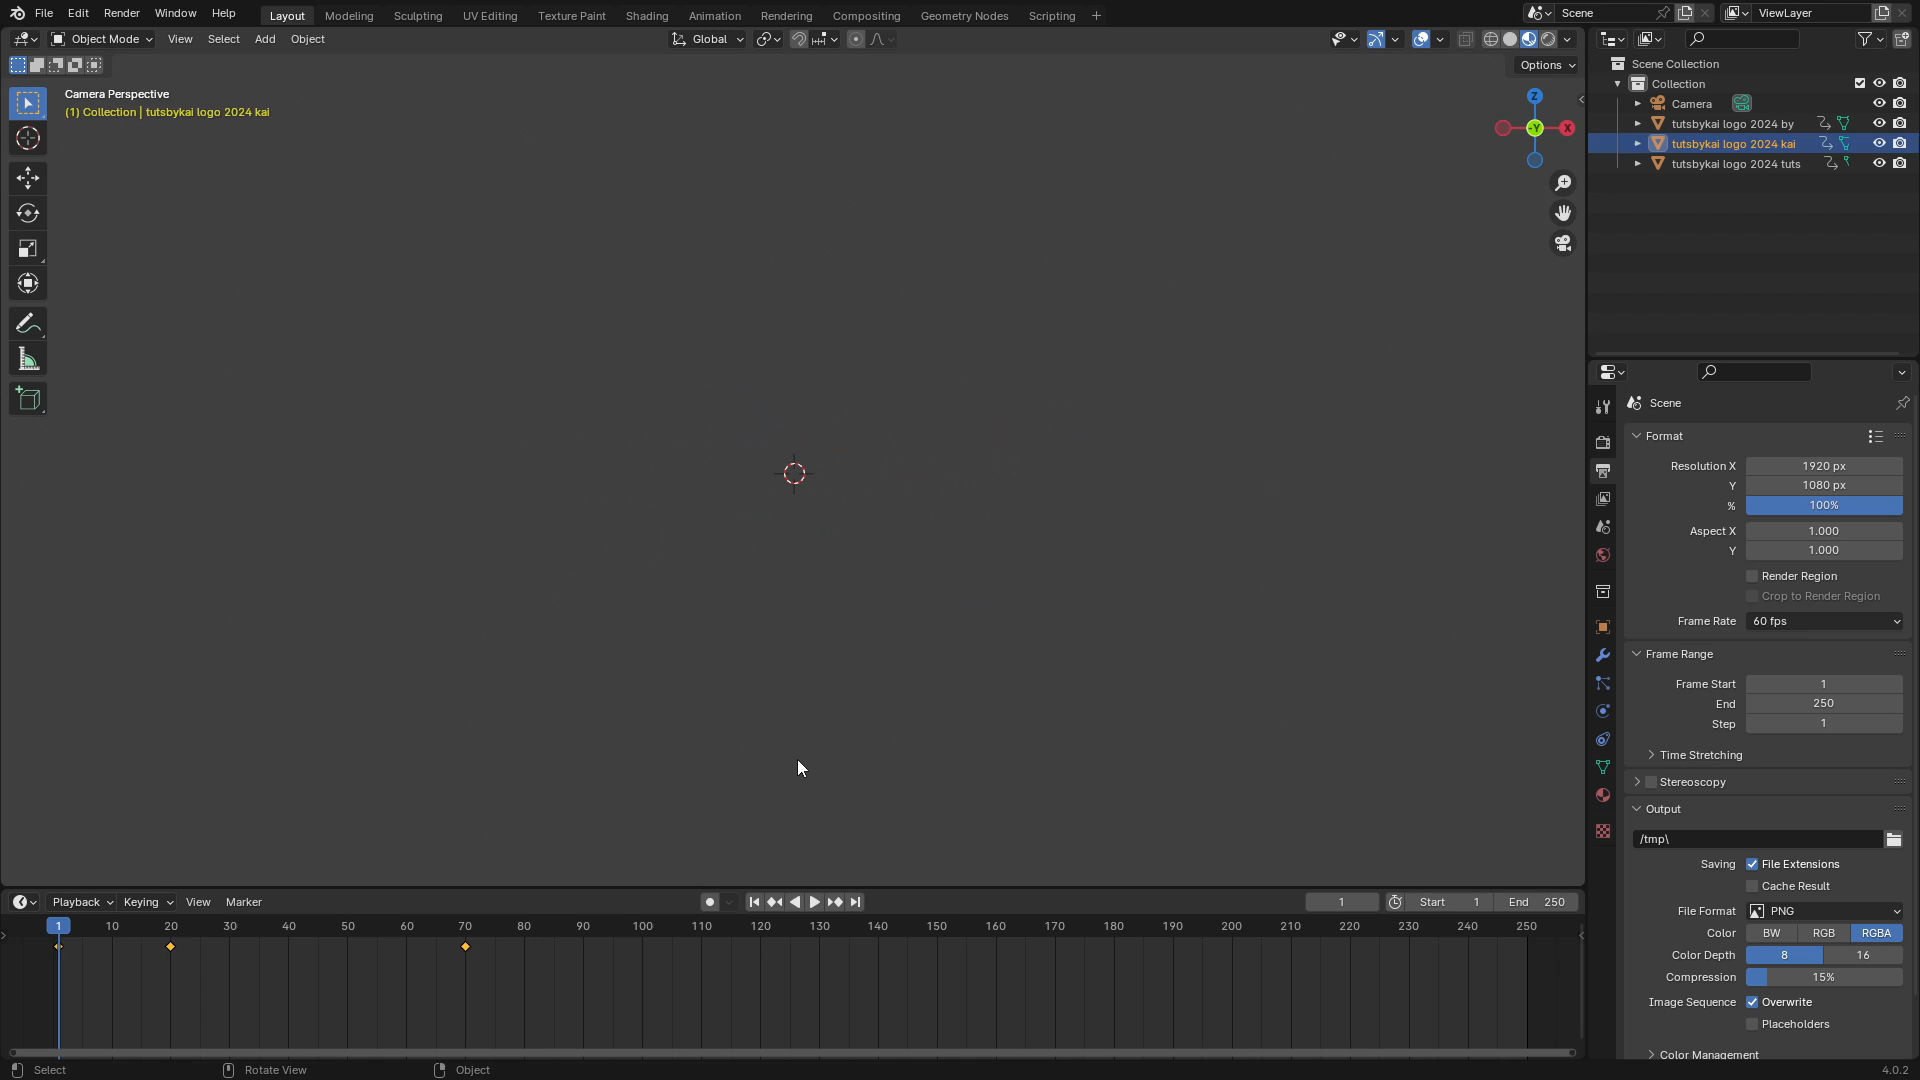 File Edit Render Window Help Layout Modeling Sculpting UV Editing Texture Paint Shading Animation Rendering Compositing Geometry Nodes Scripting + Scene ViewLayer
Object Mode View Select Add Object Global
Options
Camera Perspective
(1) Collection | tutsbykai logo 2024 kai
Z
-Y
X
Scene Collection
Collection
Camera
tutsbykai logo 2024 by
tutsbykai logo 2024 kai
tutsbykai logo 2024 tuts
Scene
Format
Resolution X 1920 px
Y 1080 px
% 100%
Aspect X 1.000
Y 1.000
Render Region
Crop to Render Region
Frame Rate 60 fps
Frame Range
Frame Start 1
End 250
Step 1
Time Stretching
Stereoscopy
Output
/tmp\
Saving File Extensions
Cache Result
File Format PNG
Color BW RGB RGBA
Color Depth 8 16
Compression 15%
Image Sequence Overwrite
Placeholders
Color Management
Playback Keying View Marker 1 Start 1 End 250
1 10 20 30 40 50 60 70 80 90 100 110 120 130 140 150 160 170 180 190 200 210 220 230 240 250
Select Rotate View Object 4.0.2